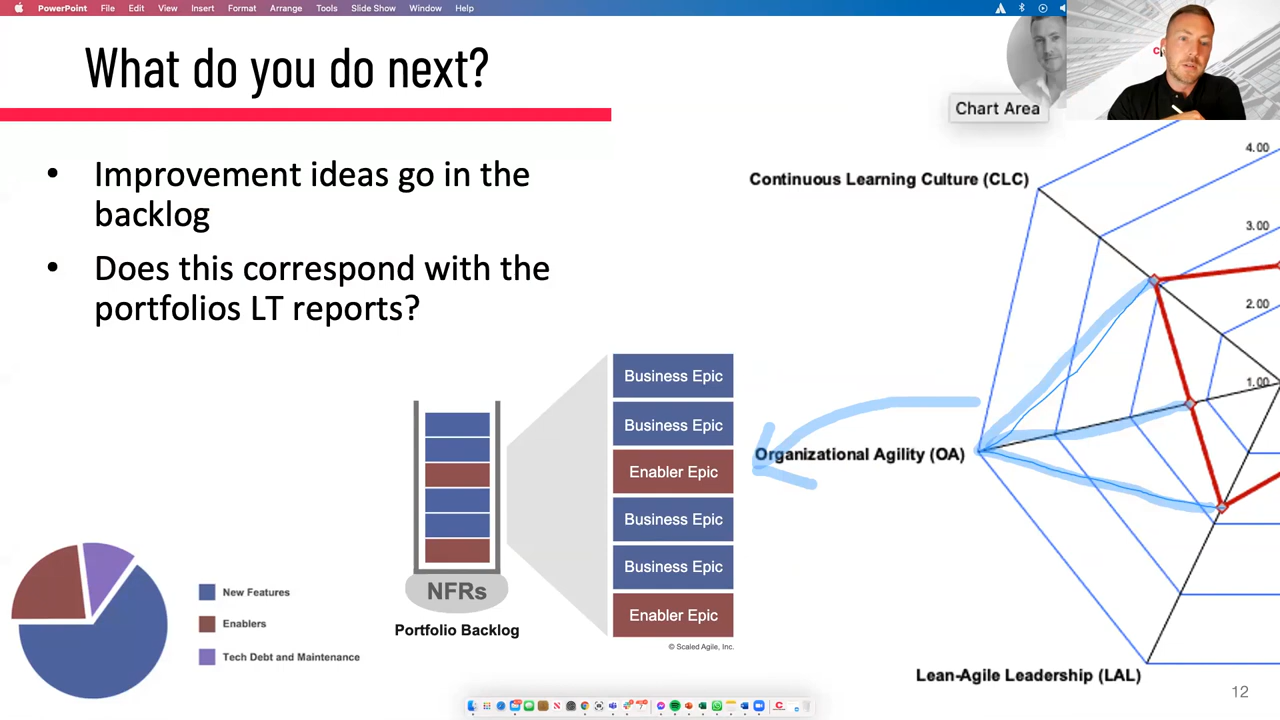 PowerPoint File Edit View Insert Format Arrange Tools Slide Show Window Help
What do you do next?
Chart Area
• Improvement ideas go in the
backlog
• Does this correspond with the
portfolios LT reports?
Continuous Learning Culture (CLC)
4.00
3.00
2.00
1.00
Organizational Agility (OA)
Lean-Agile Leadership (LAL)
Business Epic
Business Epic
Enabler Epic
Business Epic
Business Epic
Enabler Epic
© Scaled Agile, Inc.
NFRs
Portfolio Backlog
New Features
Enablers
Tech Debt and Maintenance
12